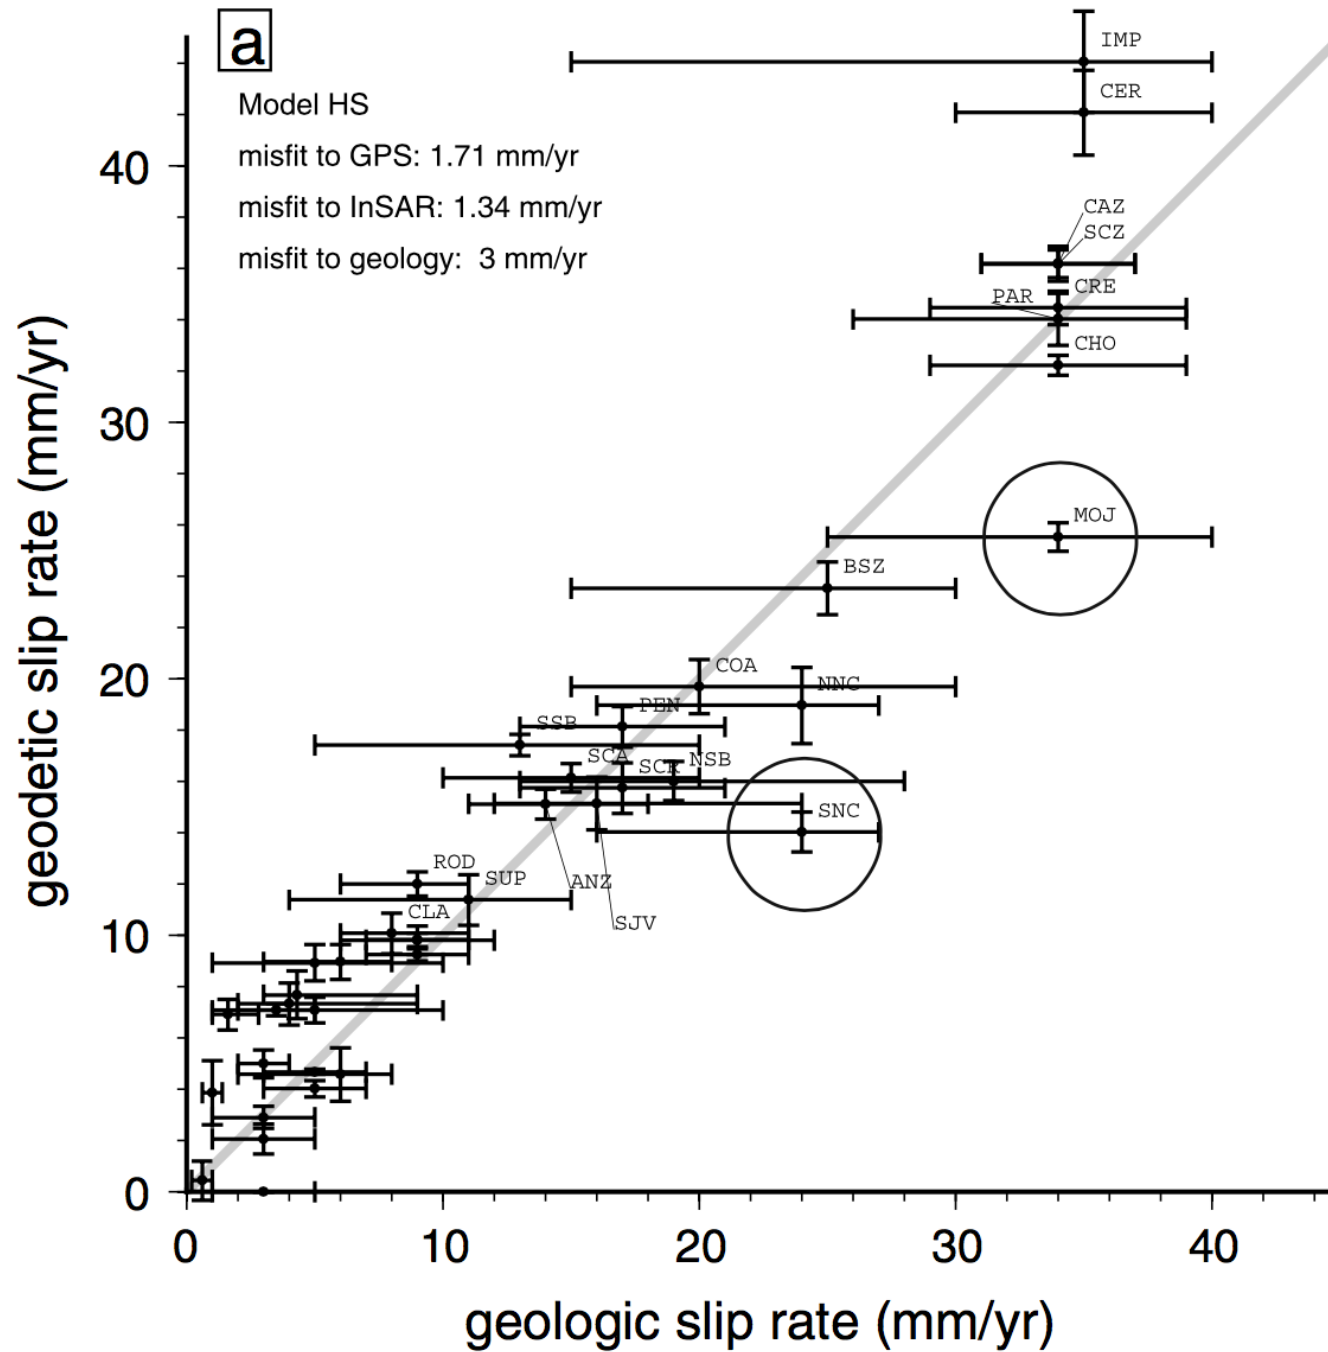 a
Model HS
misfit to GPS: 1.71 mm/yr
misfit to InSAR: 1.34 mm/yr
misfit to geology: 3 mm/yr
IMP
CER
CAZ
SCZ
CRE
PAR
CHO
MOJ
BSZ
COA
NNC
PEN
SSB
SCA
SCR
NSB
SNC
ROD
SUP
ANZ
CLA
SJV
40
30
20
10
0
geodetic slip rate (mm/yr)
0 10 20 30 40
geologic slip rate (mm/yr)